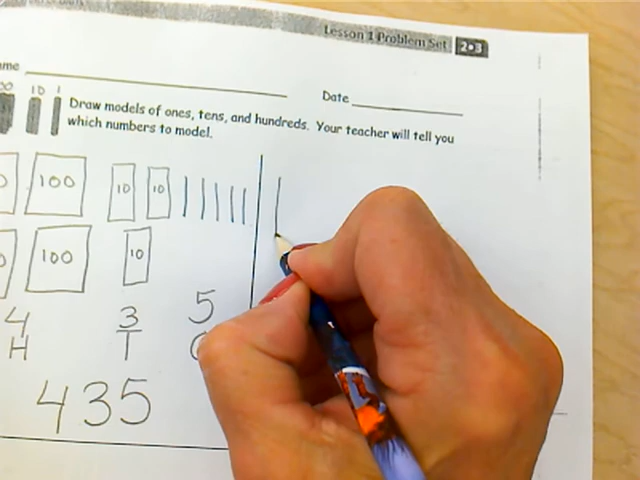 Lesson 1 Problem Set 2•3
Date
10 1
Draw models of ones, tens, and hundreds. Your teacher will tell you
which numbers to model.
100 10 10
100 10
4 3 5
H T
435